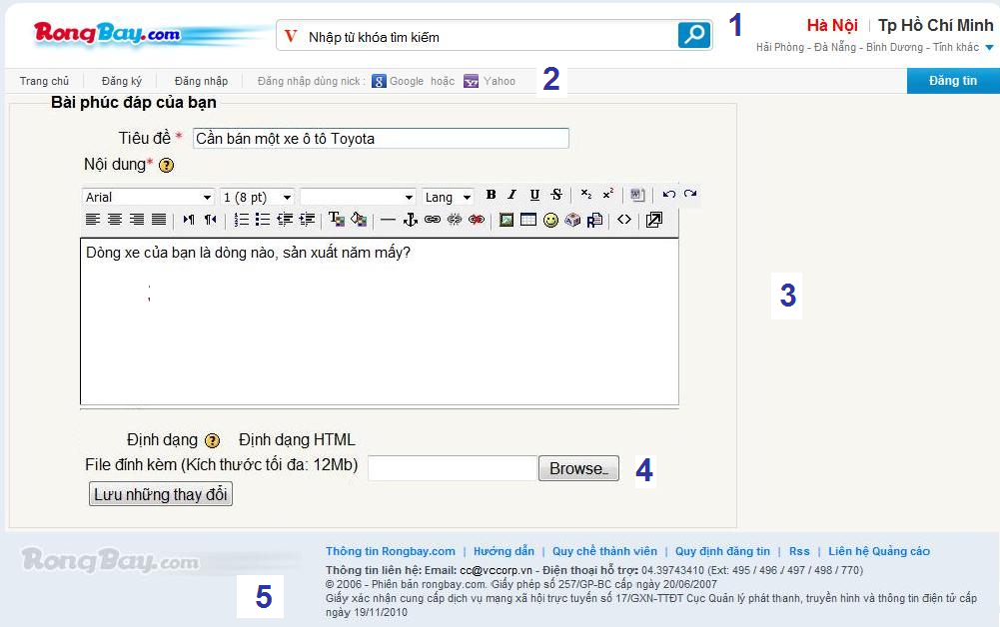 RongBay.com
V Nhập từ khóa tìm kiếm
1
Hà Nội | Tp Hồ Chí Minh
Hải Phòng - Đà Nẵng - Bình Dương - Tỉnh khác
Trang chủ | Đăng ký | Đăng nhập | Đăng nhập dùng nick : Google hoặc Yahoo
2
Đăng tin
Bài phúc đáp của bạn
Tiêu đề * Cần bán một xe ô tô Toyota
Nội dung* ?
Arial 1 (8 pt) Lang B I U S x₂ x²
Dòng xe của bạn là dòng nào, sản xuất năm mấy?
3
Định dạng ? Định dạng HTML
File đính kèm (Kích thước tối đa: 12Mb) Browse..
4
Lưu những thay đổi
RongBay.com
5
Thông tin Rongbay.com | Hướng dẫn | Quy chế thành viên | Quy định đăng tin | Rss | Liên hệ Quảng cáo
Thông tin liên hệ: Email: cc@vccorp.vn - Điện thoại hỗ trợ: 04.39743410 (Ext: 495 / 496 / 497 / 498 / 770)
© 2006 - Phiên bản rongbay.com. Giấy phép số 257/GP-BC cấp ngày 20/06/2007
Giấy xác nhận cung cấp dịch vụ mạng xã hội trực tuyến số 17/GXN-TTĐT Cục Quản lý phát thanh, truyền hình và thông tin điện tử cấp
ngày 19/11/2010